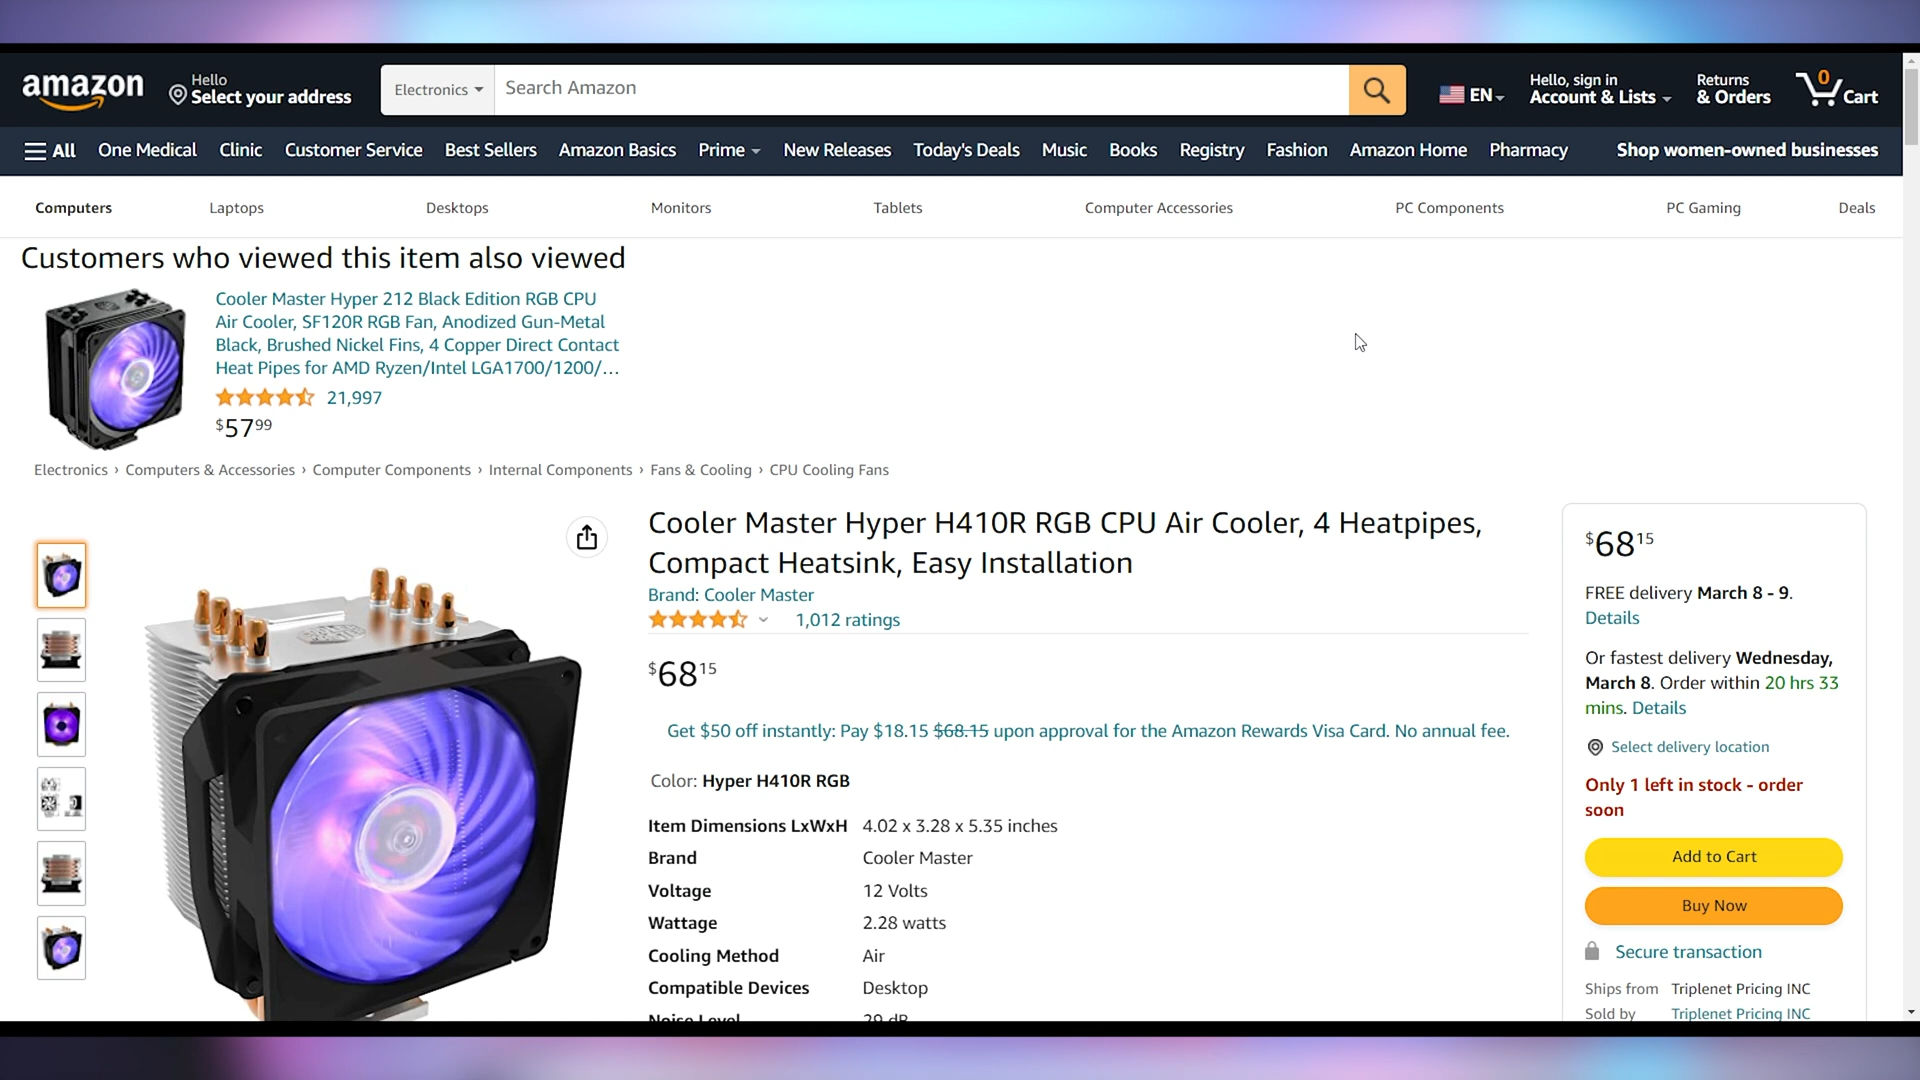 amazon
Hello
Select your address
Electronics
Search Amazon
EN
Hello, sign in
Account & Lists
Returns
& Orders
0
Cart
All
One Medical
Clinic
Customer Service
Best Sellers
Amazon Basics
Prime
New Releases
Today's Deals
Music
Books
Registry
Fashion
Amazon Home
Pharmacy
Shop women-owned businesses
Computers
Laptops
Desktops
Monitors
Tablets
Computer Accessories
PC Components
PC Gaming
Deals
Customers who viewed this item also viewed
Cooler Master Hyper 212 Black Edition RGB CPU
Air Cooler, SF120R RGB Fan, Anodized Gun-Metal
Black, Brushed Nickel Fins, 4 Copper Direct Contact
Heat Pipes for AMD Ryzen/Intel LGA1700/1200/…
21,997
$57 99
Electronics › Computers & Accessories › Computer Components › Internal Components › Fans & Cooling › CPU Cooling Fans
Cooler Master Hyper H410R RGB CPU Air Cooler, 4 Heatpipes,
Compact Heatsink, Easy Installation
Brand: Cooler Master
1,012 ratings
$68 15
Get $50 off instantly: Pay $18.15 $68.15 upon approval for the Amazon Rewards Visa Card. No annual fee.
Color: Hyper H410R RGB
Item Dimensions LxWxH 4.02 x 3.28 x 5.35 inches
Brand Cooler Master
Voltage 12 Volts
Wattage 2.28 watts
Cooling Method Air
Compatible Devices Desktop
Noise Level 29 dB
$68 15
FREE delivery March 8 - 9.
Details
Or fastest delivery Wednesday,
March 8. Order within 20 hrs 33
mins. Details
Select delivery location
Only 1 left in stock - order
soon
Add to Cart
Buy Now
Secure transaction
Ships from Triplenet Pricing INC
Sold by Triplenet Pricing INC